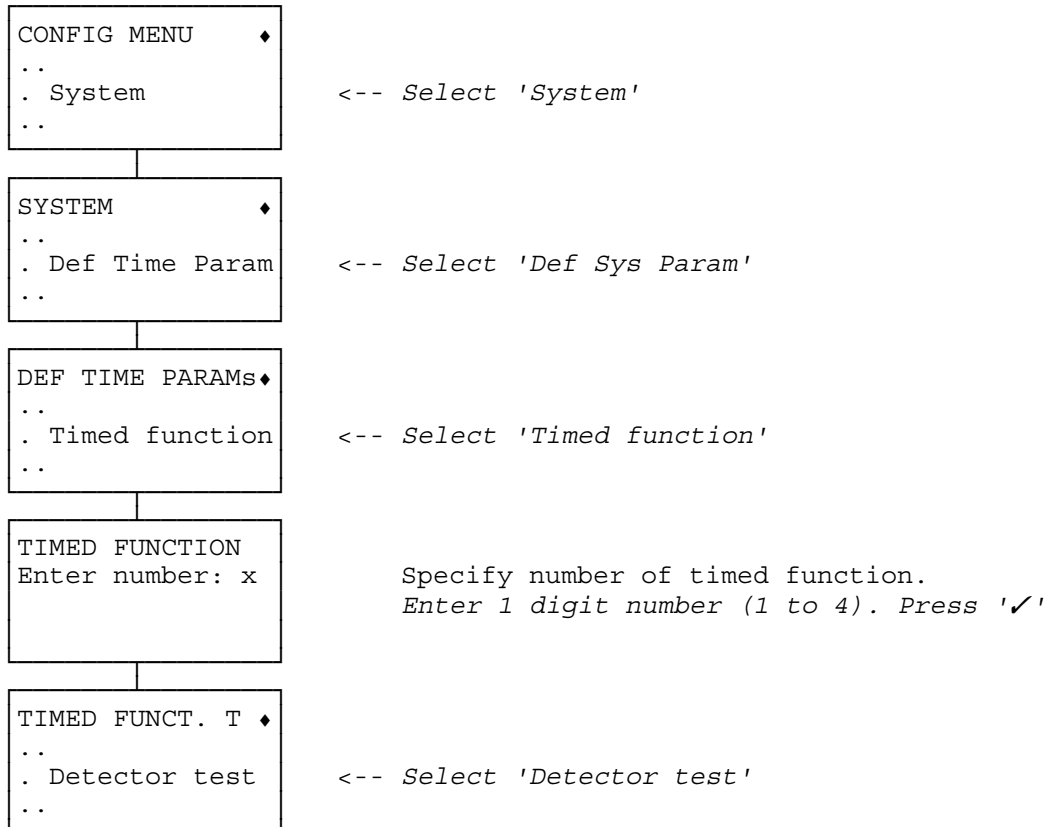 CONFIG MENU ♦
..
. System <-- Select 'System'
..
SYSTEM ♦
..
. Def Time Param <-- Select 'Def Sys Param'
..
DEF TIME PARAMs♦
..
. Timed function <-- Select 'Timed function'
..
TIMED FUNCTION
Enter number: x Specify number of timed function.
Enter 1 digit number (1 to 4). Press '✓'
TIMED FUNCT. T ♦
..
. Detector test <-- Select 'Detector test'
..